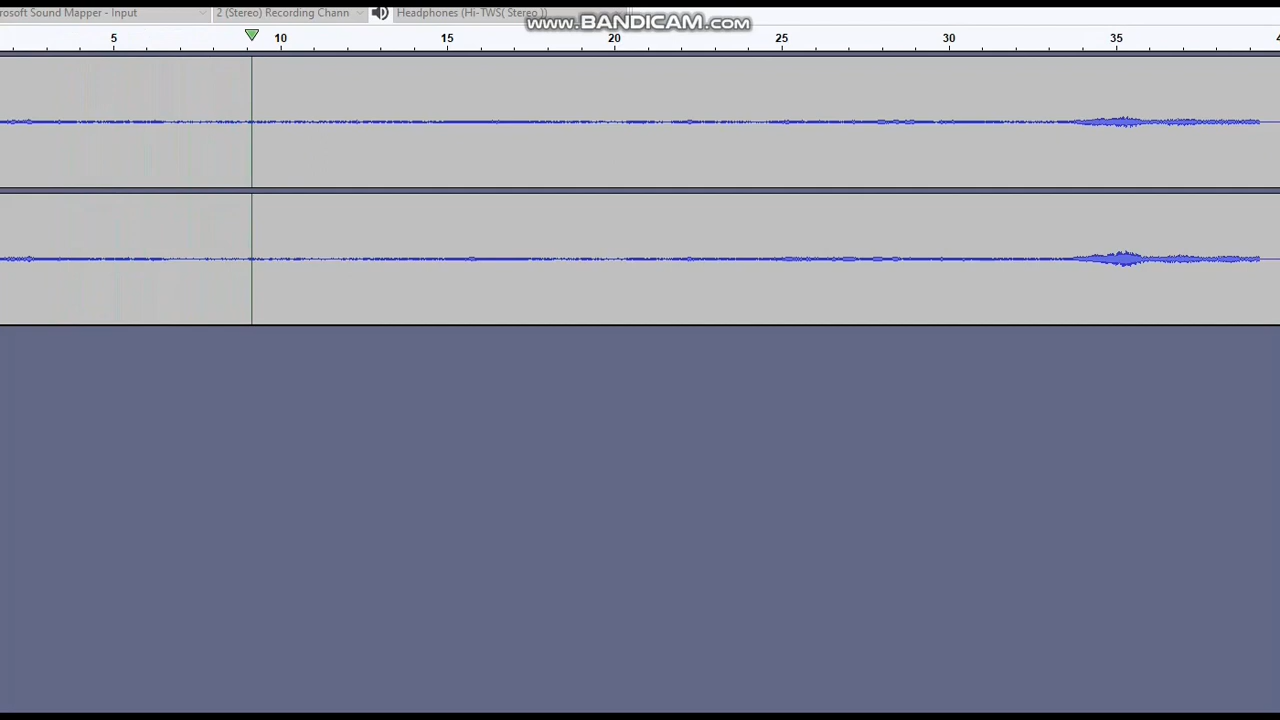 rosoft Sound Mapper - Input 2 (Stereo) Recording Chann Headphones (Hi-TWS( Stereo ))
www.BANDICAM.com
5 10 15 20 25 30 35